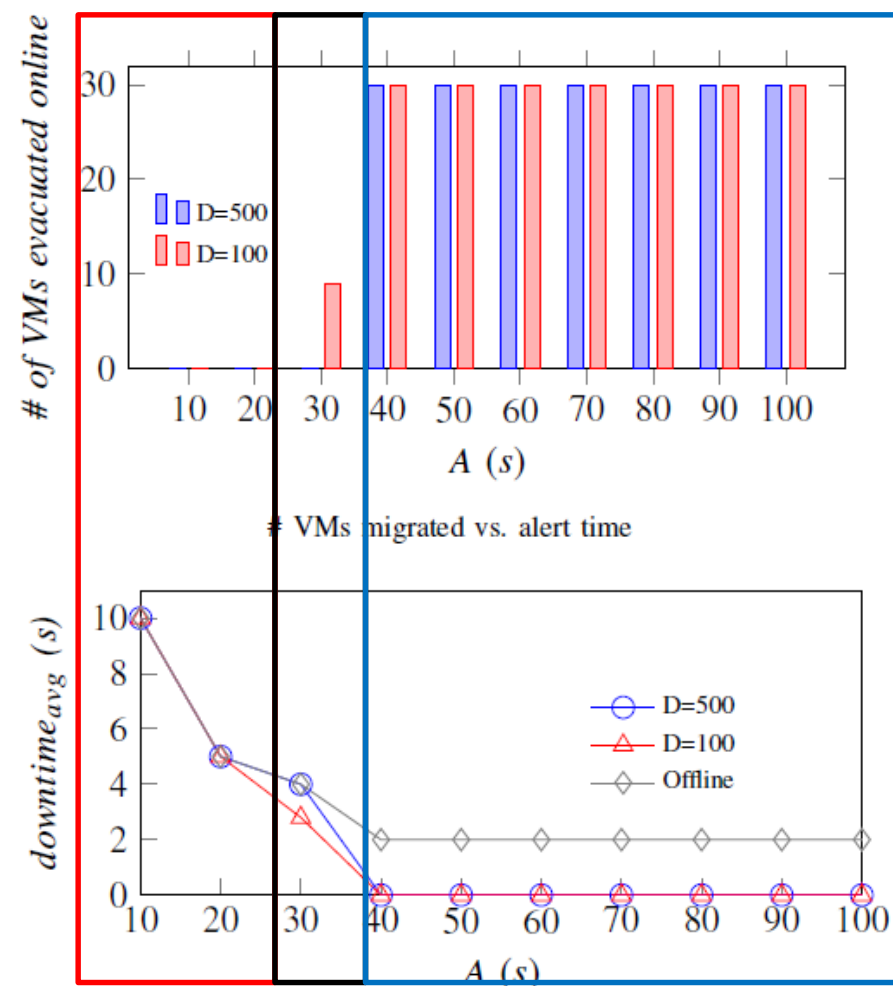 # of VMs evacuated online
30
20
10
0
D=500
D=100
10 20 30 40 50 60 70 80 90 100
A (s)
# VMs migrated vs. alert time
downtimeavg (s)
10
8
6
4
2
0
D=500
D=100
Offline
10 20 30 40 50 60 70 80 90 100
A (s)